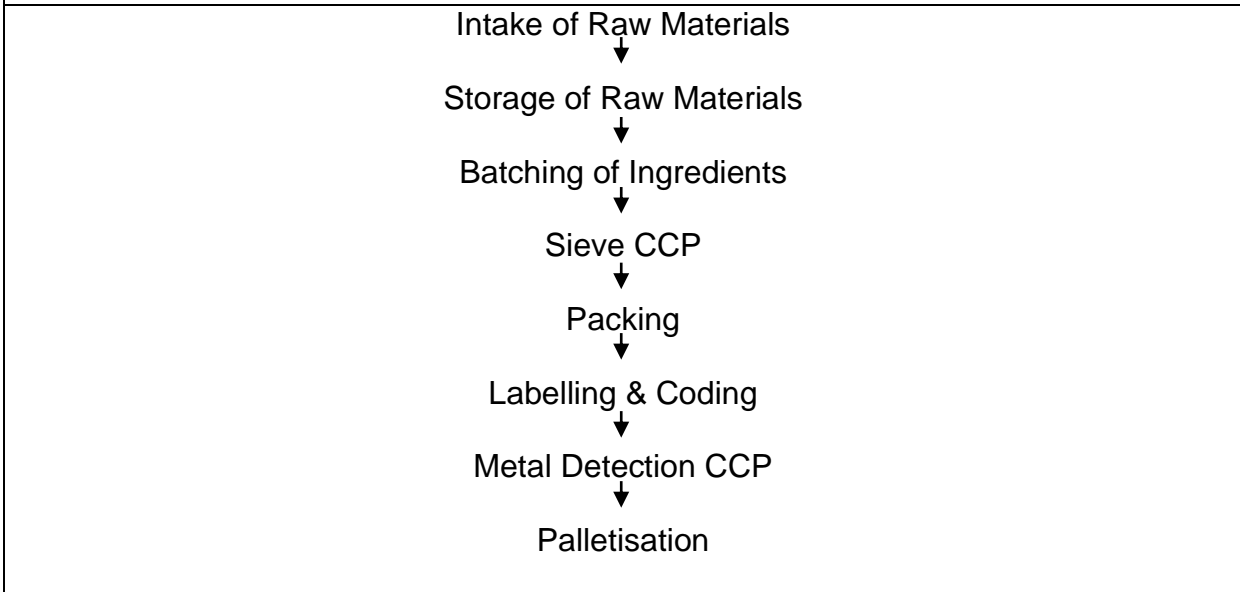 Intake of Raw Materials
Storage of Raw Materials
Batching of Ingredients
Sieve CCP
Packing
Labelling & Coding
Metal Detection CCP
Palletisation